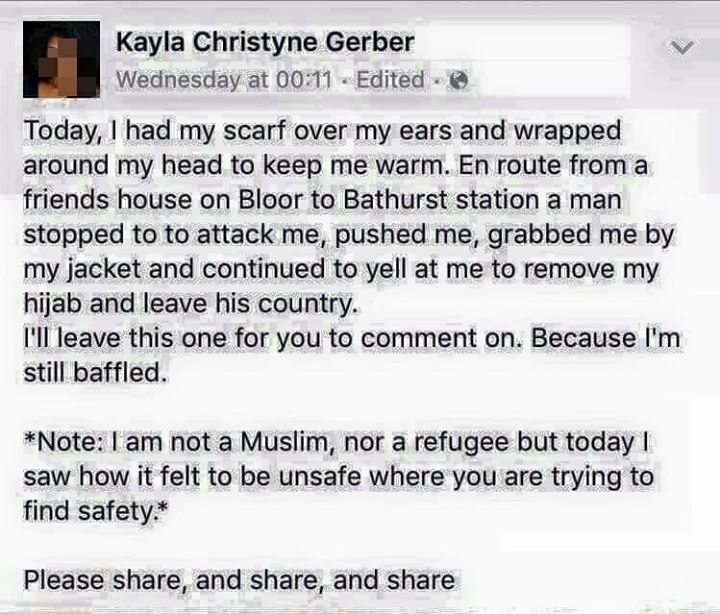 Kayla Christyne Gerber
Wednesday at 00:11 · Edited ·
Today, I had my scarf over my ears and wrapped
around my head to keep me warm. En route from a
friends house on Bloor to Bathurst station a man
stopped to to attack me, pushed me, grabbed me by
my jacket and continued to yell at me to remove my
hijab and leave his country.
I'll leave this one for you to comment on. Because I'm
still baffled.
*Note: I am not a Muslim, nor a refugee but today I
saw how it felt to be unsafe where you are trying to
find safety.*
Please share, and share, and share